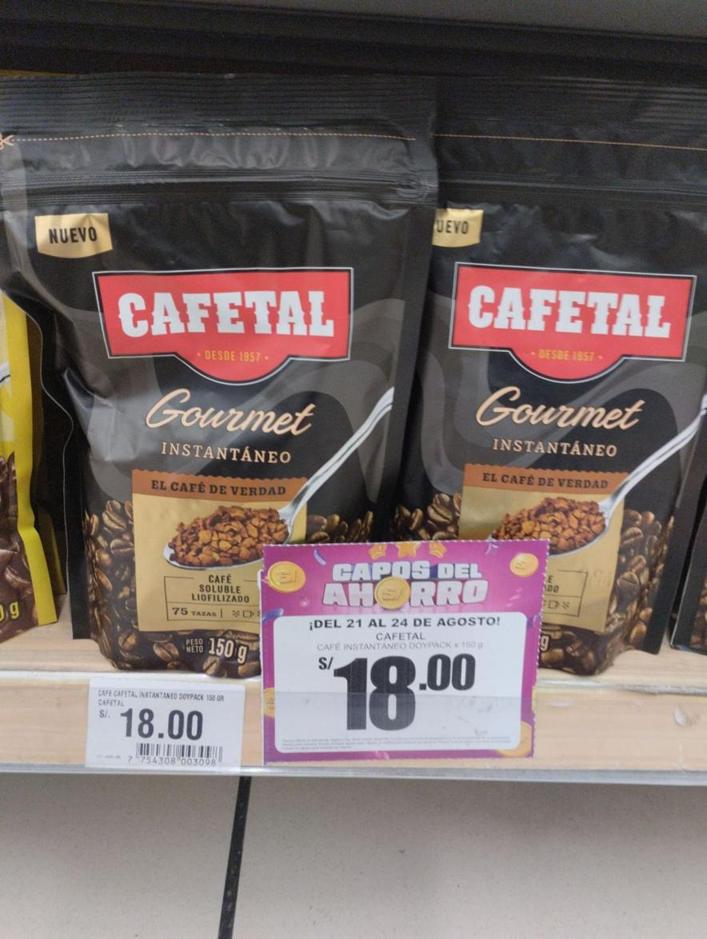 NUEVO
CAFETAL
• DESDE 1957 •
Gourmet
INSTANTÁNEO
EL CAFÉ DE VERDAD
CAFÉ
SOLUBLE
LIOFILIZADO
75 TAZAS
PESO
NETO 150 g
UEVO
CAFETAL
• DESDE 1957 •
Gourmet
INSTANTÁNEO
EL CAFÉ DE VERDAD
0 g
CAPOS DEL
AHORRO
¡DEL 21 AL 24 DE AGOSTO!
CAFETAL
CAFÉ INSTANTÁNEO DOYPACK x 150 g
S/ 18.00
CAFE CAFETAL INSTANTANEO DOYPACK 150 GR
CAFETAL
S/. 18.00
7 754308 003098